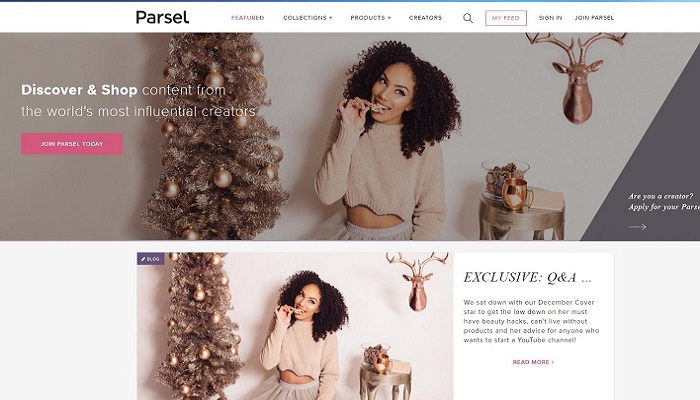 Parsel
FEATURED
COLLECTIONS
PRODUCTS
CREATORS
MY FEED
SIGN IN
JOIN PARSEL
Discover & Shop content from
the world's most influential creators
JOIN PARSEL TODAY
Are you a creator?
Apply for your Parse
BLOG
EXCLUSIVE: Q&A ...
We sat down with our December Cover
star to get the low down on her must
have beauty hacks, can't live without
products and her advice for anyone who
wants to start a YouTube channel!
READ MORE >